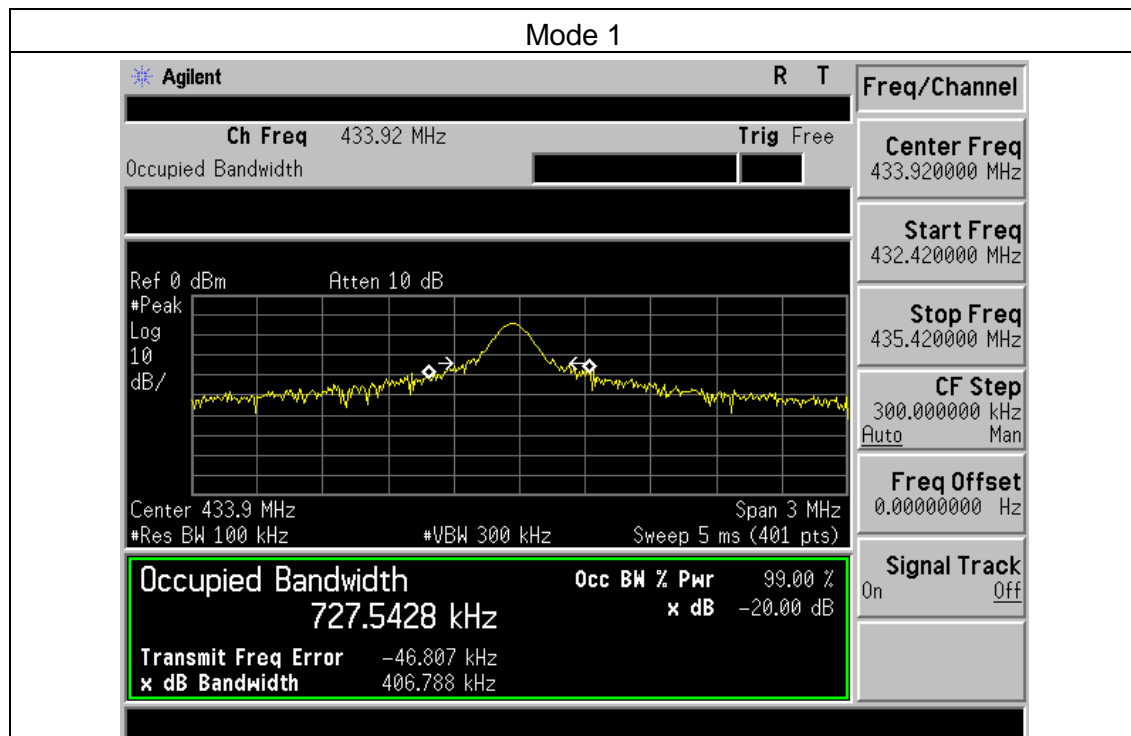 Mode 1
Agilent R T
Ch Freq 433.92 MHz Trig Free
Occupied Bandwidth
Ref 0 dBm Atten 10 dB
#Peak
Log
10
dB/
Center 433.9 MHz Span 3 MHz
#Res BW 100 kHz #VBW 300 kHz Sweep 5 ms (401 pts)
Occupied Bandwidth Occ BW % Pwr 99.00 %
727.5428 kHz x dB -20.00 dB
Transmit Freq Error -46.807 kHz
x dB Bandwidth 406.788 kHz
Freq/Channel
Center Freq
433.920000 MHz
Start Freq
432.420000 MHz
Stop Freq
435.420000 MHz
CF Step
300.000000 kHz
Auto Man
Freq Offset
0.00000000 Hz
Signal Track
On Off